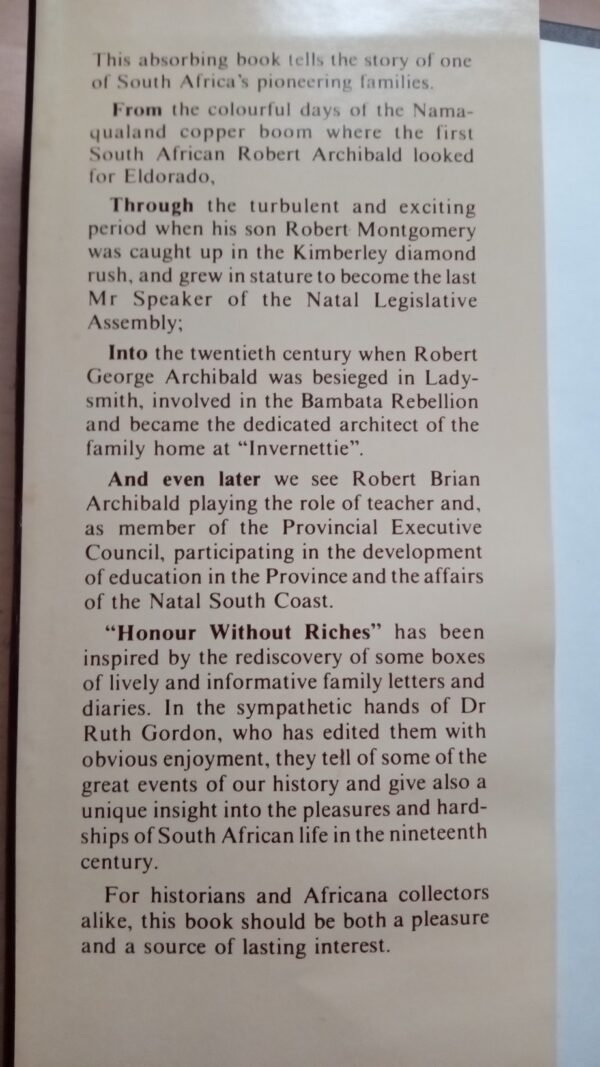 This absorbing book tells the story of one
of South Africa's pioneering families.
From the colourful days of the Nama-
qualand copper boom where the first
South African Robert Archibald looked
for Eldorado,
Through the turbulent and exciting
period when his son Robert Montgomery
was caught up in the Kimberley diamond
rush, and grew in stature to become the last
Mr Speaker of the Natal Legislative
Assembly;
Into the twentieth century when Robert
George Archibald was besieged in Lady-
smith, involved in the Bambata Rebellion
and became the dedicated architect of the
family home at “Invernettie”.
And even later we see Robert Brian
Archibald playing the role of teacher and,
as member of the Provincial Executive
Council, participating in the development
of education in the Province and the affairs
of the Natal South Coast.
“Honour Without Riches” has been
inspired by the rediscovery of some boxes
of lively and informative family letters and
diaries. In the sympathetic hands of Dr
Ruth Gordon, who has edited them with
obvious enjoyment, they tell of some of the
great events of our history and give also a
unique insight into the pleasures and hard-
ships of South African life in the nineteenth
century.
For historians and Africana collectors
alike, this book should be both a pleasure
and a source of lasting interest.